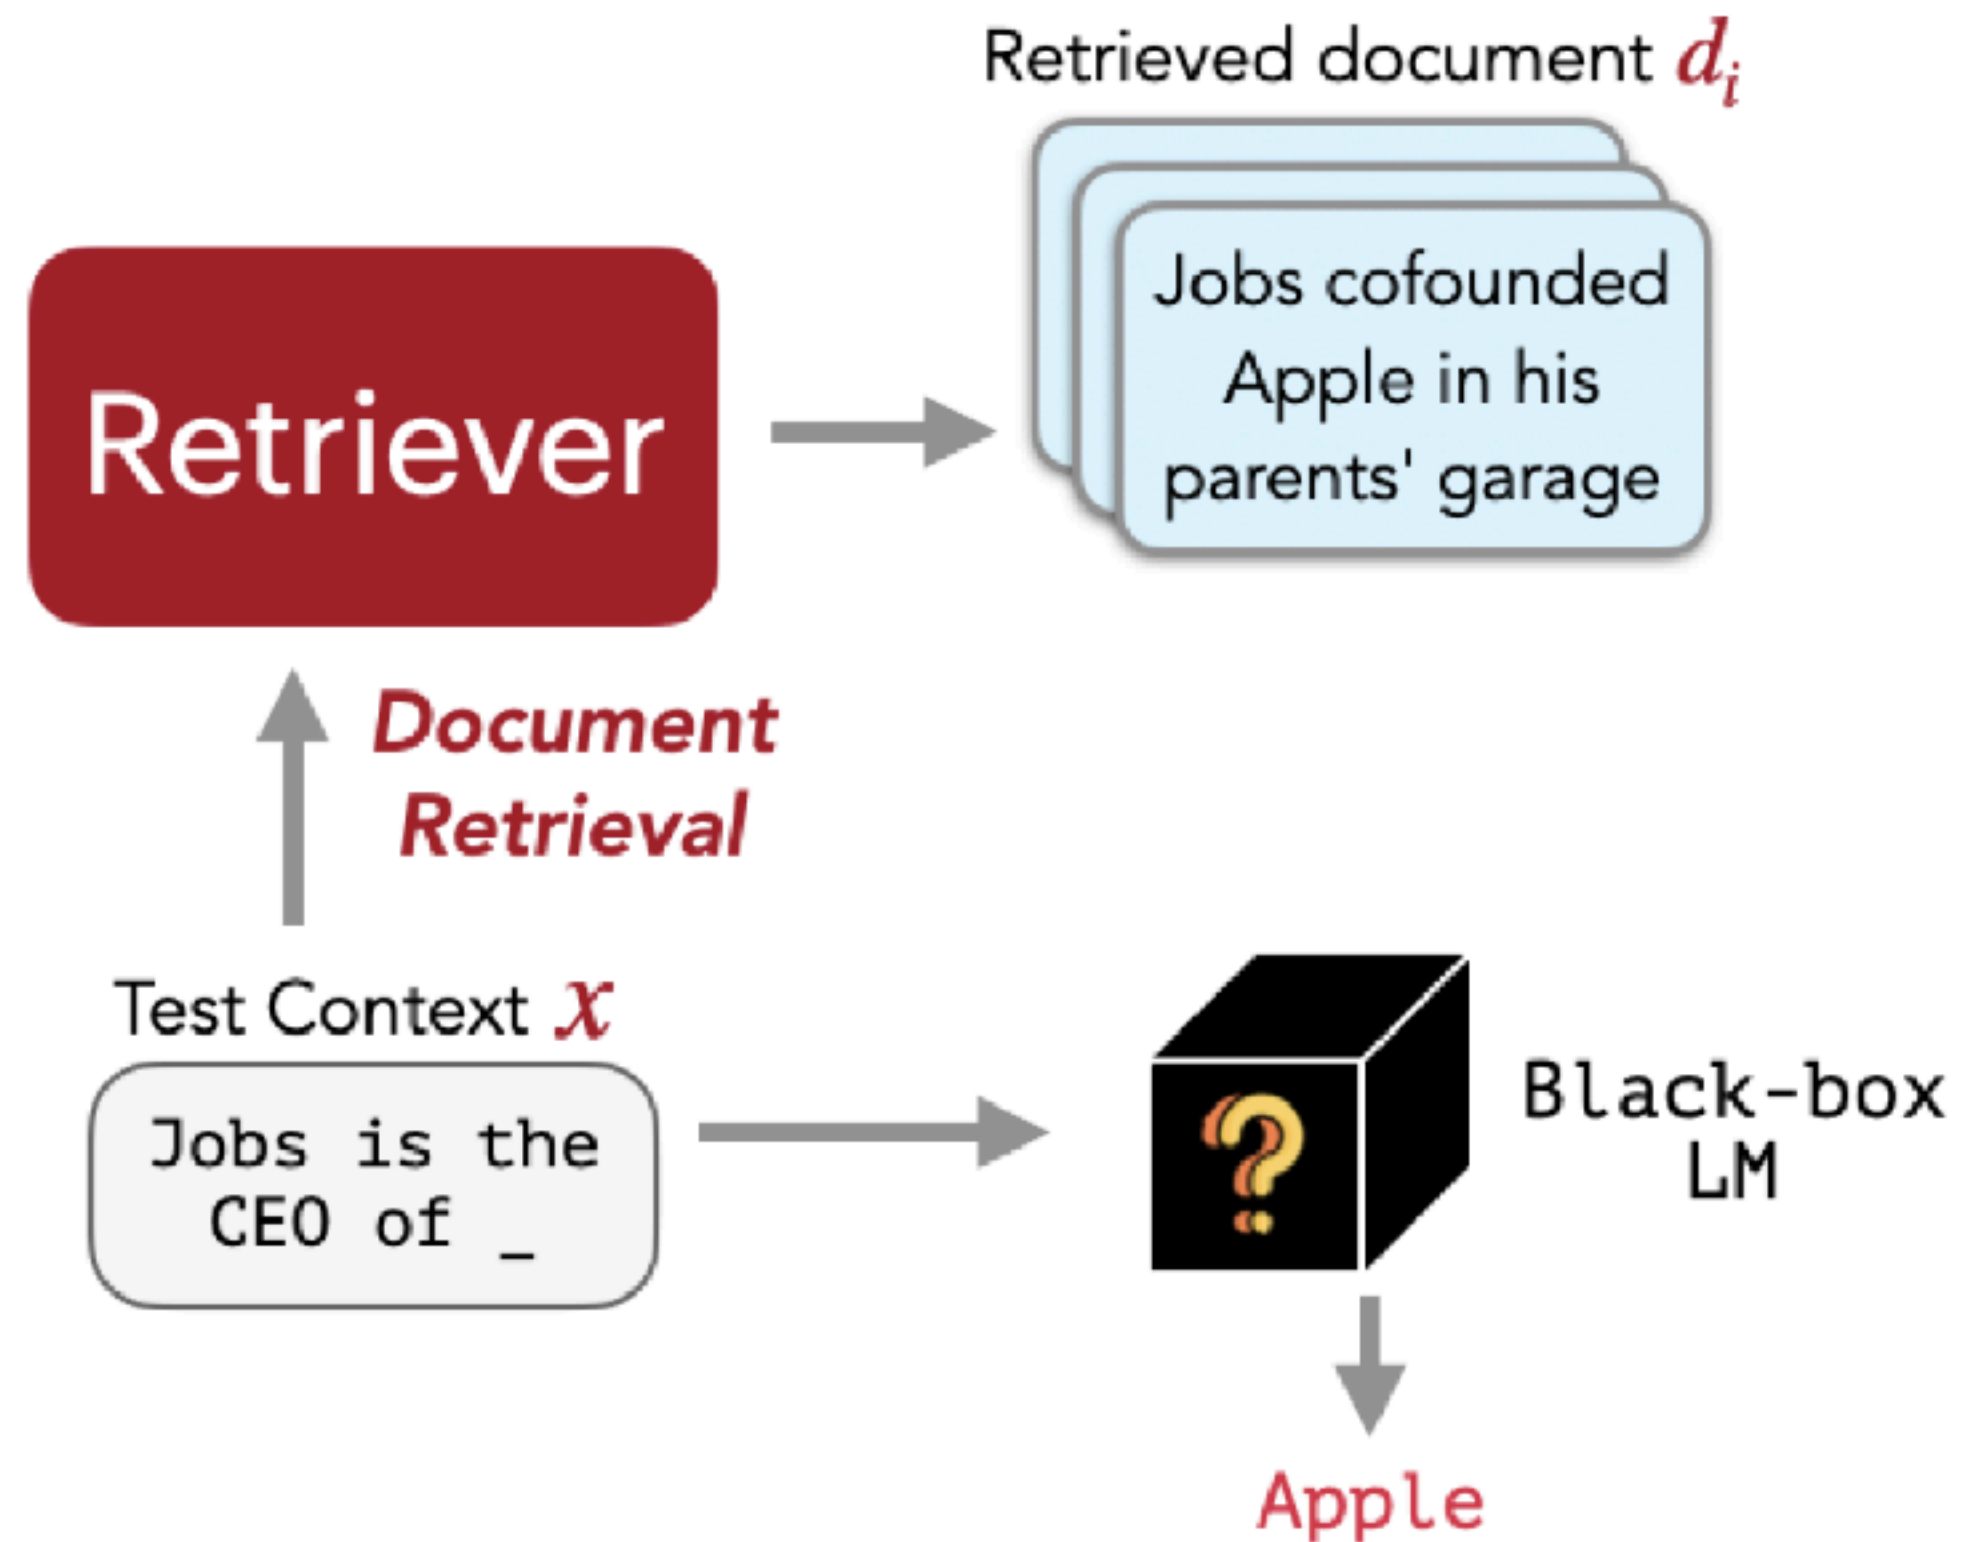 Retrieved document d_i
Jobs cofounded
Apple in his
parents' garage
Retriever
Document
Retrieval
Test Context x
Jobs is the
CEO of _
?
Black-box
LM
Apple